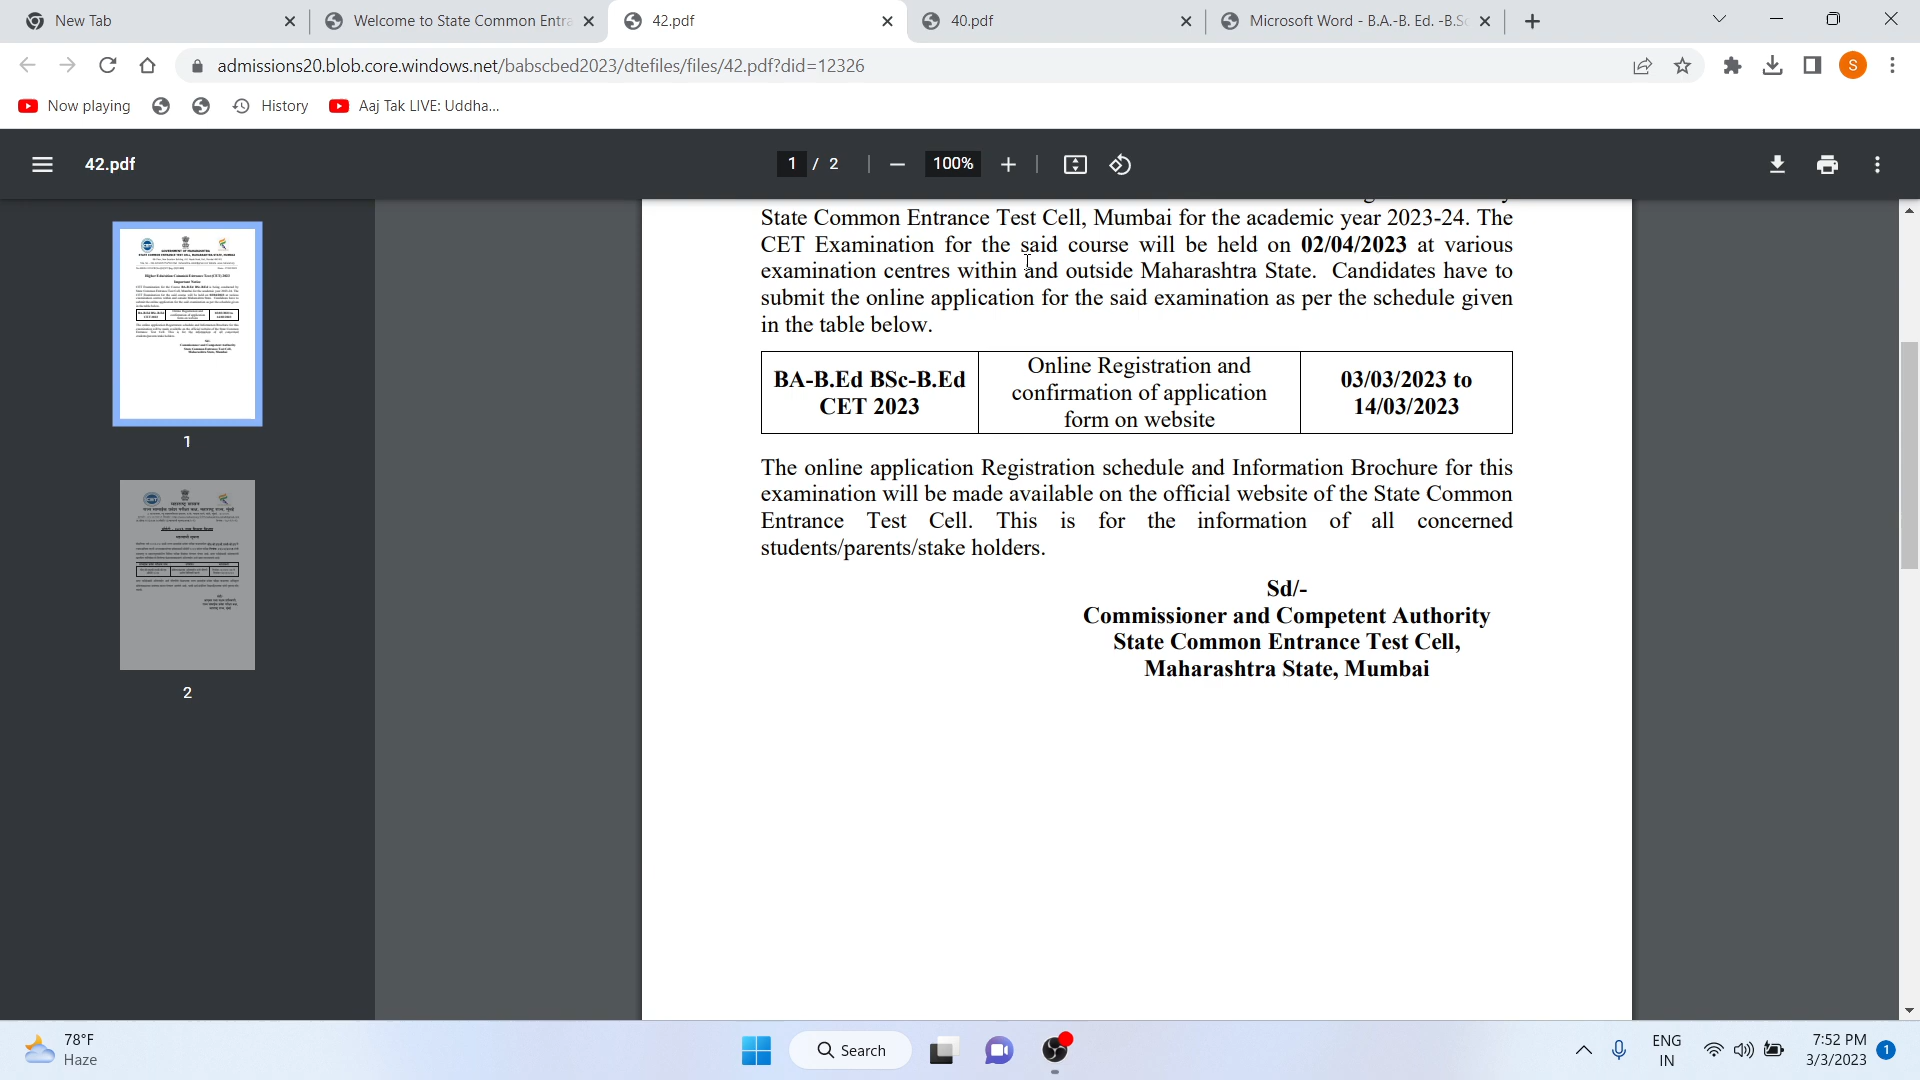 New Tab
Welcome to State Common Entra
42.pdf
40.pdf
Microsoft Word - B.A.-B. Ed. -B.Sc
admissions20.blob.core.windows.net/babscbed2023/dtefiles/files/42.pdf?did=12326
S
Now playing
History
Aaj Tak LIVE: Uddha...
42.pdf
1 / 2
100%
State Common Entrance Test Cell, Mumbai for the academic year 2023-24. The
CET Examination for the said course will be held on 02/04/2023 at various
examination centres within and outside Maharashtra State. Candidates have to
submit the online application for the said examination as per the schedule given
in the table below.
BA-B.Ed BSc-B.Ed
CET 2023
Online Registration and
confirmation of application
form on website
03/03/2023 to
14/03/2023
The online application Registration schedule and Information Brochure for this
examination will be made available on the official website of the State Common
Entrance Test Cell. This is for the information of all concerned
students/parents/stake holders.
Sd/-
Commissioner and Competent Authority
State Common Entrance Test Cell,
Maharashtra State, Mumbai
1
2
78°F
Haze
Search
ENG
IN
7:52 PM
3/3/2023
1